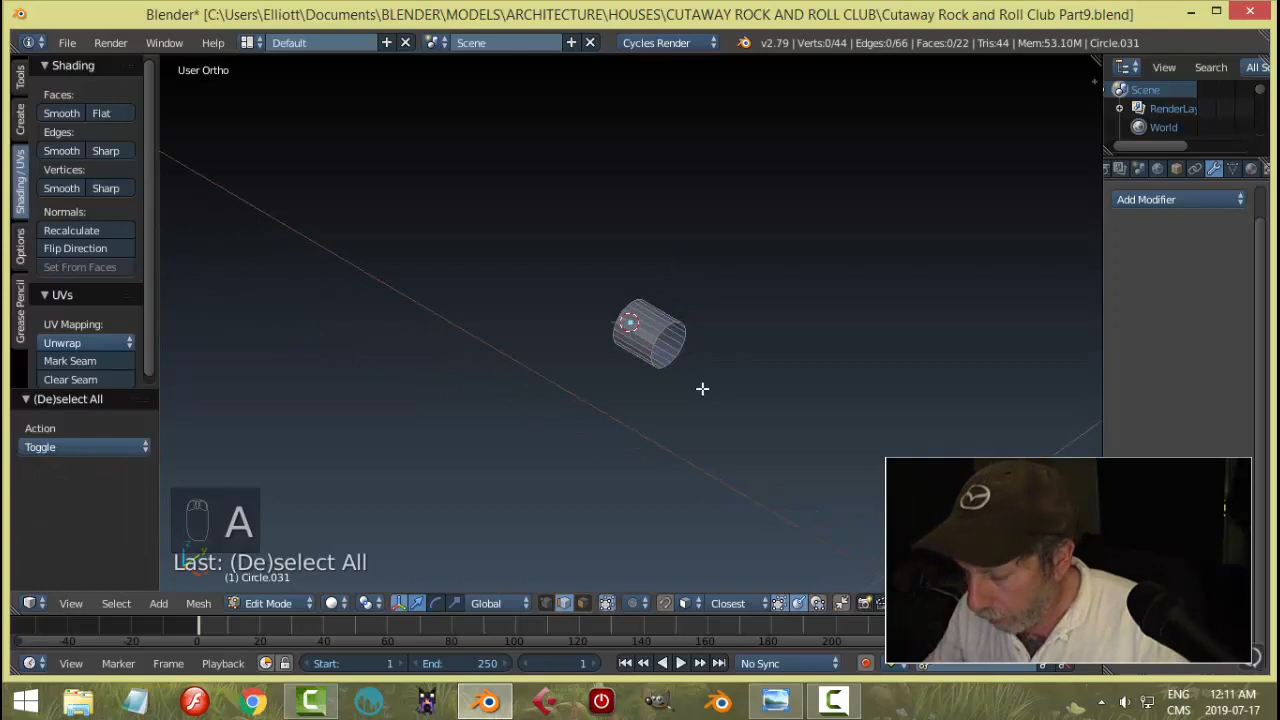 Blender* [C:\Users\Elliott\Documents\BLENDER\MODELS\ARCHITECTURE\HOUSES\CUTAWAY ROCK AND ROLL CLUB\Cutaway Rock and Roll Club Part9.blend]
File Render Window Help Default Scene Cycles Render v2.79 | Verts:0/44 | Edges:0/66 | Faces:0/22 | Tris:44 | Mem:53.10M | Circle.031
Tools
Create
Shading / UVs
Options
Grease Pencil
Shading
Faces:
Smooth Flat
Edges:
Smooth Sharp
Vertices:
Smooth Sharp
Normals:
Recalculate
Flip Direction
Set From Faces
UVs
UV Mapping:
Unwrap
Mark Seam
Clear Seam
(De)select All
Action
Toggle
User Ortho
A
Last: (De)select All
(1) Circle.031
View Search All Sc
Scene
RenderLay
World
Add Modifier
View Select Add Mesh Edit Mode Global Closest
-40 -20 0 20 40 60 80 100 120 140 160 180 200
View Marker Frame Playback Start: 1 End: 250 1 No Sync
ENG
CMS
12:11 AM
2019-07-17